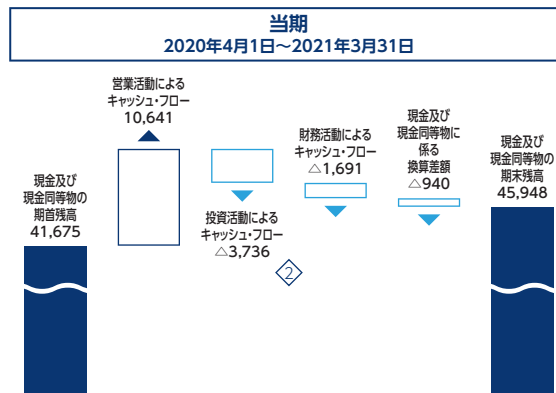 当期
2020年4月1日～2021年3月31日
現金及び
現金同等物の
期首残高
41,675
営業活動による
キャッシュ・フロー
10,641
投資活動による
キャッシュ・フロー
△3,736
財務活動による
キャッシュ・フロー
△1,691
現金及び
現金同等物に
係る
換算差額
△940
現金及び
現金同等物の
期末残高
45,948
2